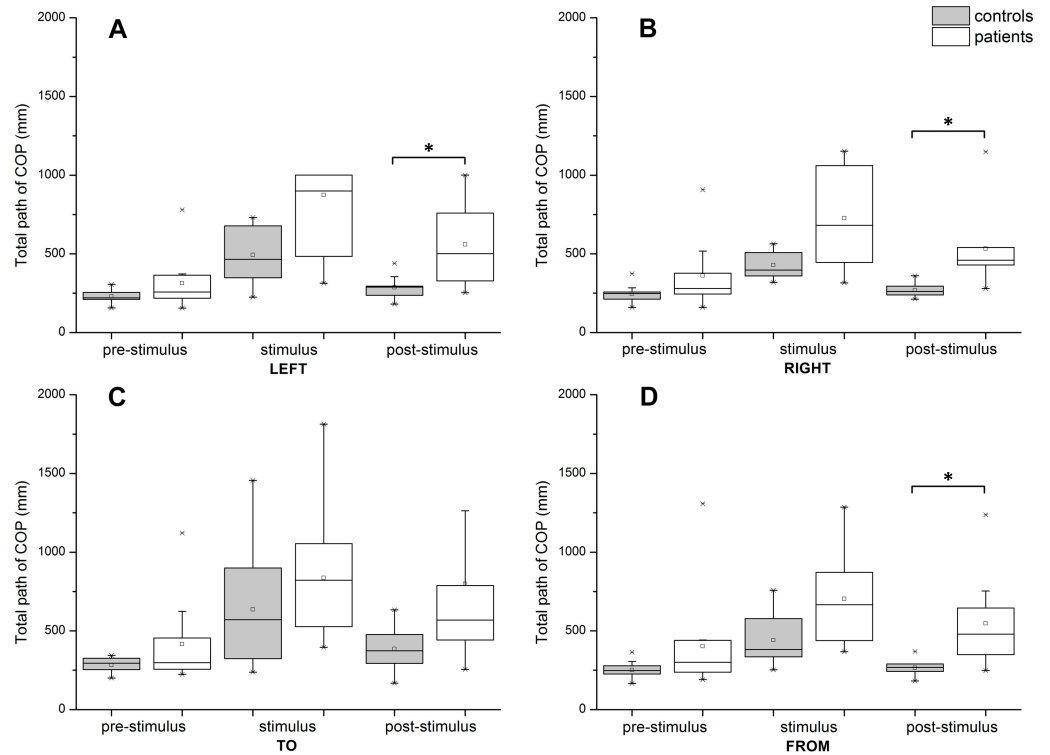 A
Total path of COP (mm)
2000
1500
1000
500
0
*
pre-stimulus stimulus post-stimulus
LEFT
B
controls
patients
Total path of COP (mm)
2000
1500
1000
500
0
*
pre-stimulus stimulus post-stimulus
RIGHT
C
Total path of COP (mm)
2000
1500
1000
500
0
pre-stimulus stimulus post-stimulus
TO
D
Total path of COP (mm)
2000
1500
1000
500
0
*
pre-stimulus stimulus post-stimulus
FROM